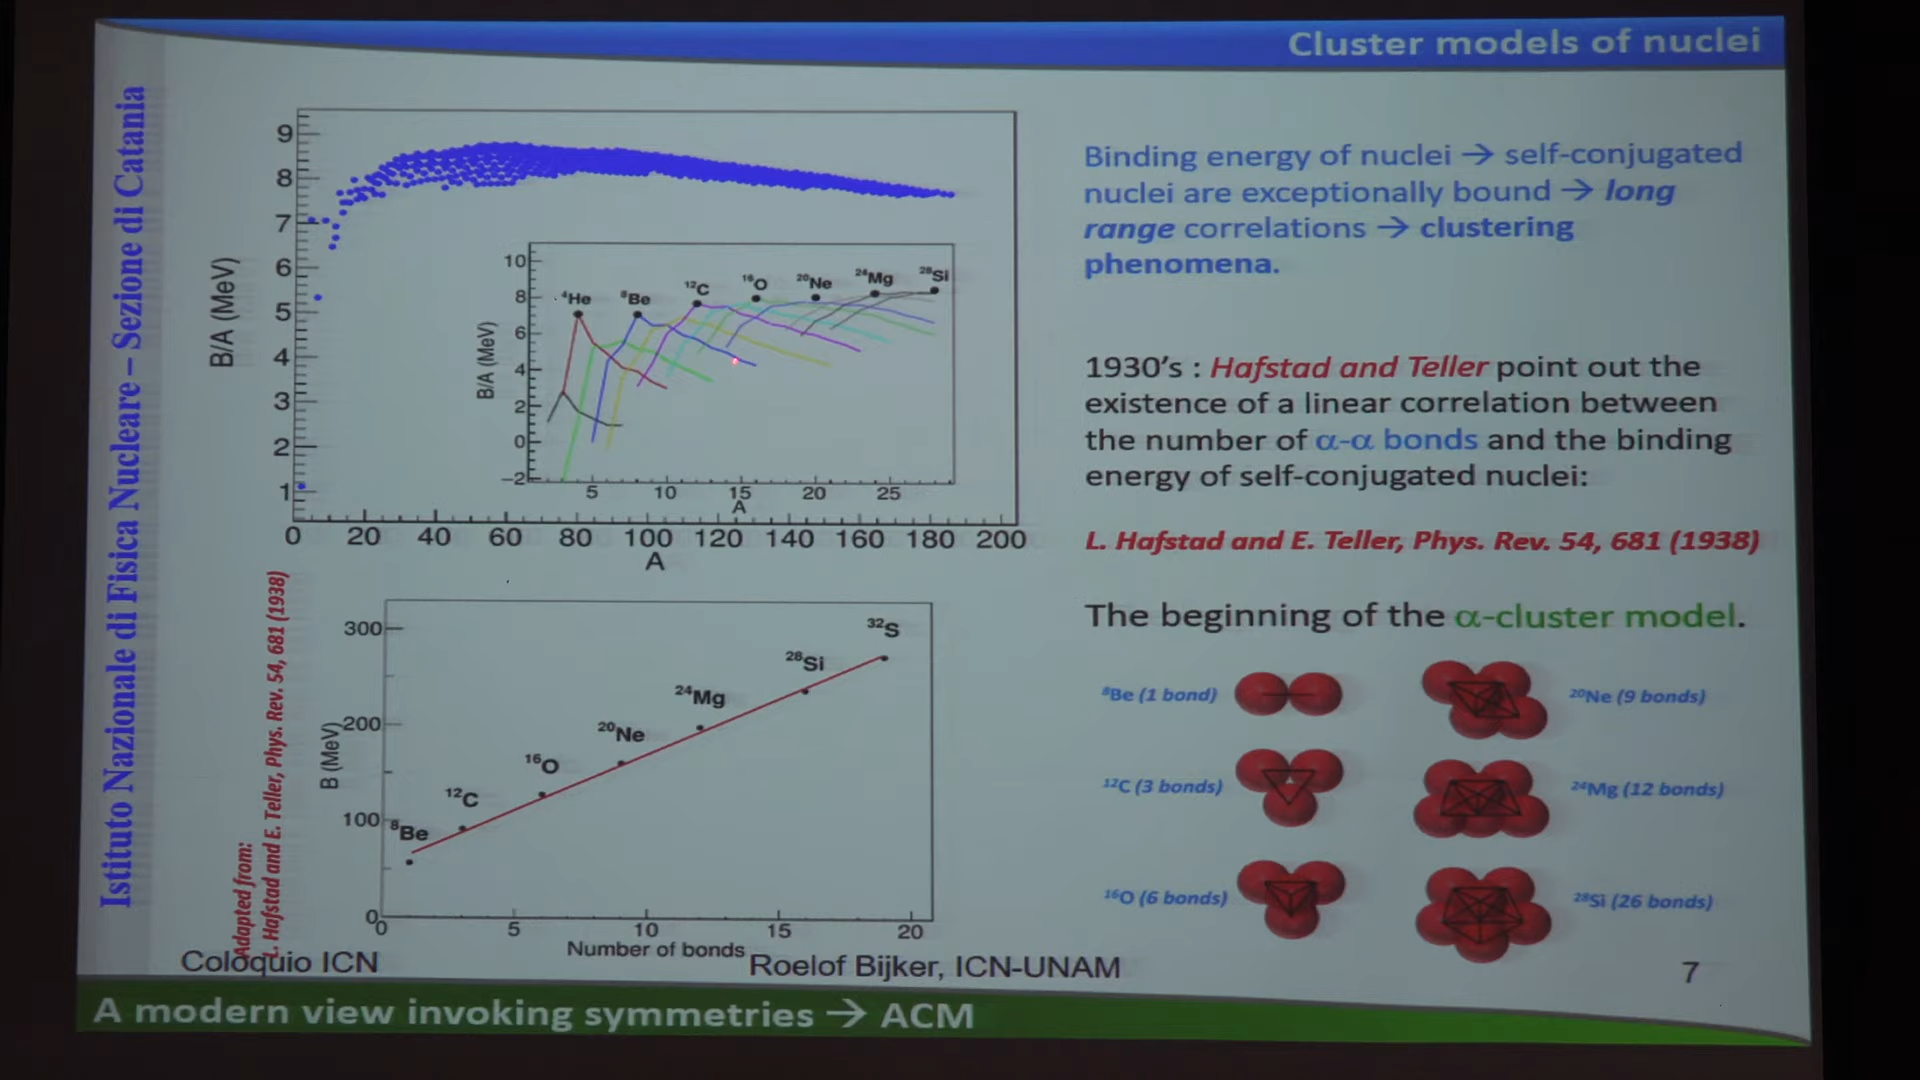 Cluster models of nuclei
Istituto Nazionale di Fisica Nucleare – Sezione di Catania
B/A (MeV)
9
8
7
6
5
4
3
2
1
0 20 40 60 80 100 120 140 160 180 200
A
B/A (MeV)
10
8
6
4
2
0
−2
⁴He ⁸Be ¹²C ¹⁶O ²⁰Ne ²⁴Mg ²⁸Si
5 10 15 20 25
A
Binding energy of nuclei → self-conjugated
nuclei are exceptionally bound → long
range correlations → clustering
phenomena.
1930’s : Hafstad and Teller point out the
existence of a linear correlation between
the number of α-α bonds and the binding
energy of self-conjugated nuclei:
L. Hafstad and E. Teller, Phys. Rev. 54, 681 (1938)
The beginning of the α-cluster model.
Adapted from:
L. Hafstad and E. Teller, Phys. Rev. 54, 681 (1938)
B (MeV)
300
200
100
0
⁸Be
¹²C
¹⁶O
²⁰Ne
²⁴Mg
²⁸Si
³²S
0 5 10 15 20
Number of bonds
⁸Be (1 bond)
²⁰Ne (9 bonds)
¹²C (3 bonds)
²⁴Mg (12 bonds)
¹⁶O (6 bonds)
²⁸Si (26 bonds)
Coloquio ICN
Roelof Bijker, ICN-UNAM
7
A modern view invoking symmetries → ACM